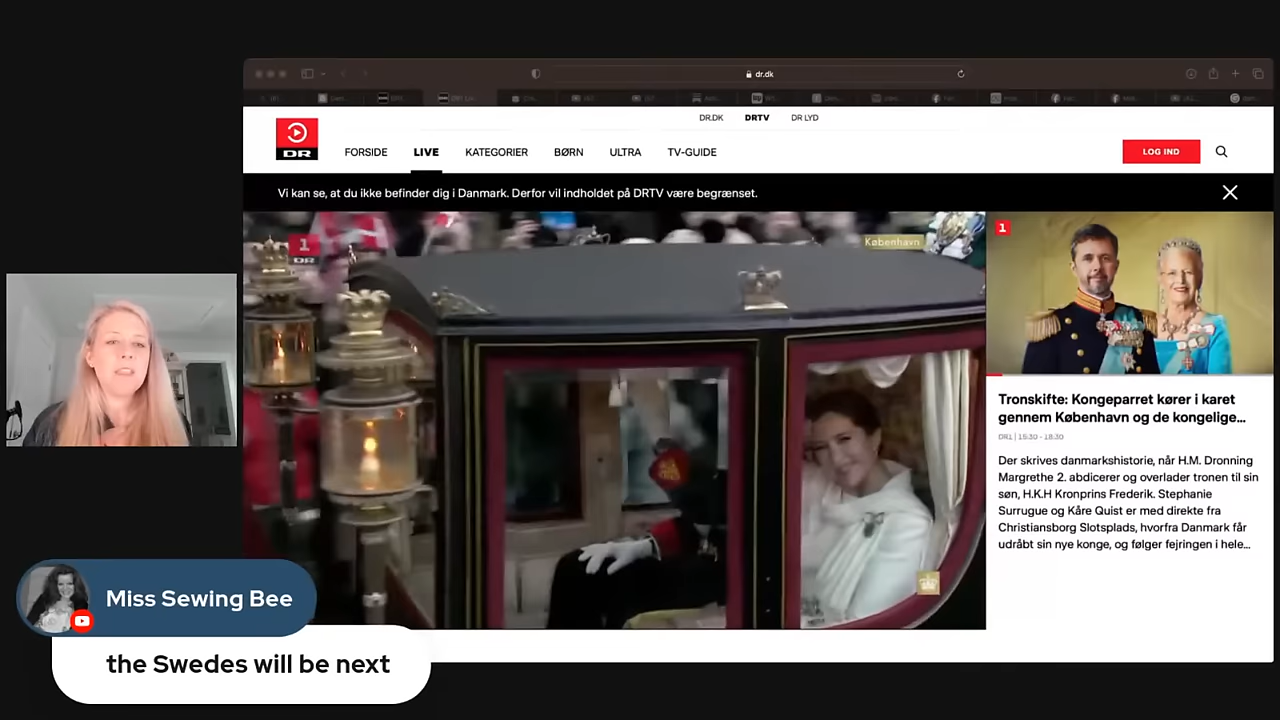 dr.dk
DR.DK
DRTV
DR LYD
DR
FORSIDE
LIVE
KATEGORIER
BØRN
ULTRA
TV-GUIDE
LOG IND
Vi kan se, at du ikke befinder dig i Danmark. Derfor vil indholdet på DRTV være begrænset.
1
DR
København
1
Tronskifte: Kongeparret kører i karet
gennem København og de kongelige...
DR1 | 15:30 - 18:30
Der skrives danmarkshistorie, når H.M. Dronning
Margrethe 2. abdicerer og overlader tronen til sin
søn, H.K.H Kronprins Frederik. Stephanie
Surrugue og Kåre Quist er med direkte fra
Christiansborg Slotsplads, hvorfra Danmark får
udråbt sin nye konge, og følger fejringen i hele...
Miss Sewing Bee
the Swedes will be next